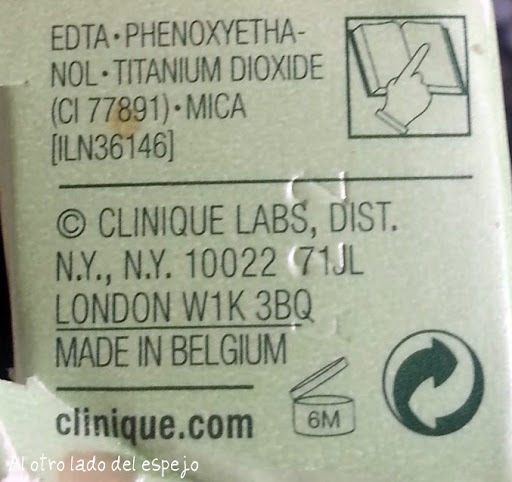 EDTA•PHENOXYETHA-
NOL•TITANIUM DIOXIDE
(CI 77891)•MICA
[ILN36146]
© CLINIQUE LABS, DIST.
N.Y., N.Y. 10022 71JL
LONDON W1K 3BQ
MADE IN BELGIUM
clinique.com
6M
Al otro lado del espejo